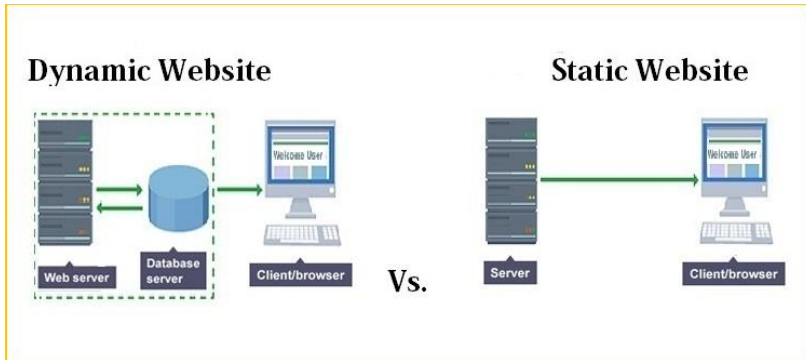 Dynamic Website
Static Website
Welcome User
Welcome User
Web server
Database
server
Client/browser
Vs.
Server
Client/browser